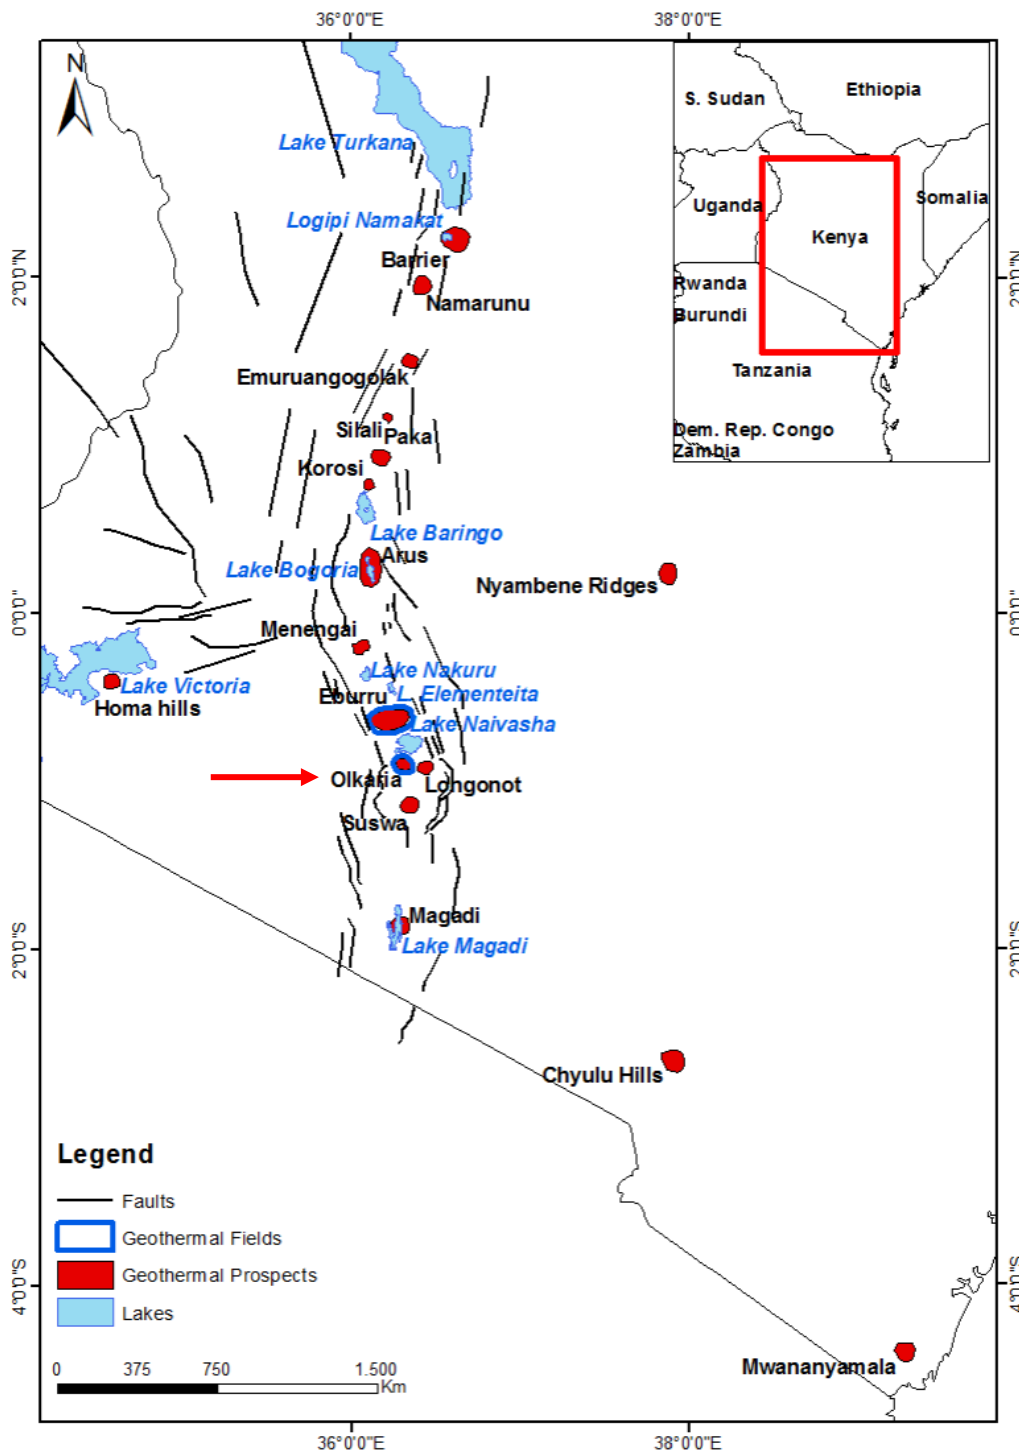 36°0'0"E
38°0'0"E
N
Lake Turkana
Logipi Namakat
Barrier
Namarunu
Emuruangogolak
Silali
Paka
Korosi
Lake Baringo
Arus
Lake Bogoria
Nyambene Ridges
Menengai
Lake Nakuru
Lake Victoria
Homa hills
Eburru
L. Elementeita
Lake Naivasha
Olkaria
Longonot
Suswa
Magadi
Lake Magadi
Chyulu Hills
Mwananyamala
S. Sudan
Ethiopia
Uganda
Somalia
Kenya
Rwanda
Burundi
Tanzania
Dem. Rep. Congo
Zambia
2°0'0"N
0°0'0"
2°0'0"S
4°0'0"S
2°0'0"N
0°0'0"
2°0'0"S
4°0'0"S
Legend
Faults
Geothermal Fields
Geothermal Prospects
Lakes
0 375 750 1.500
Km
36°0'0"E
38°0'0"E